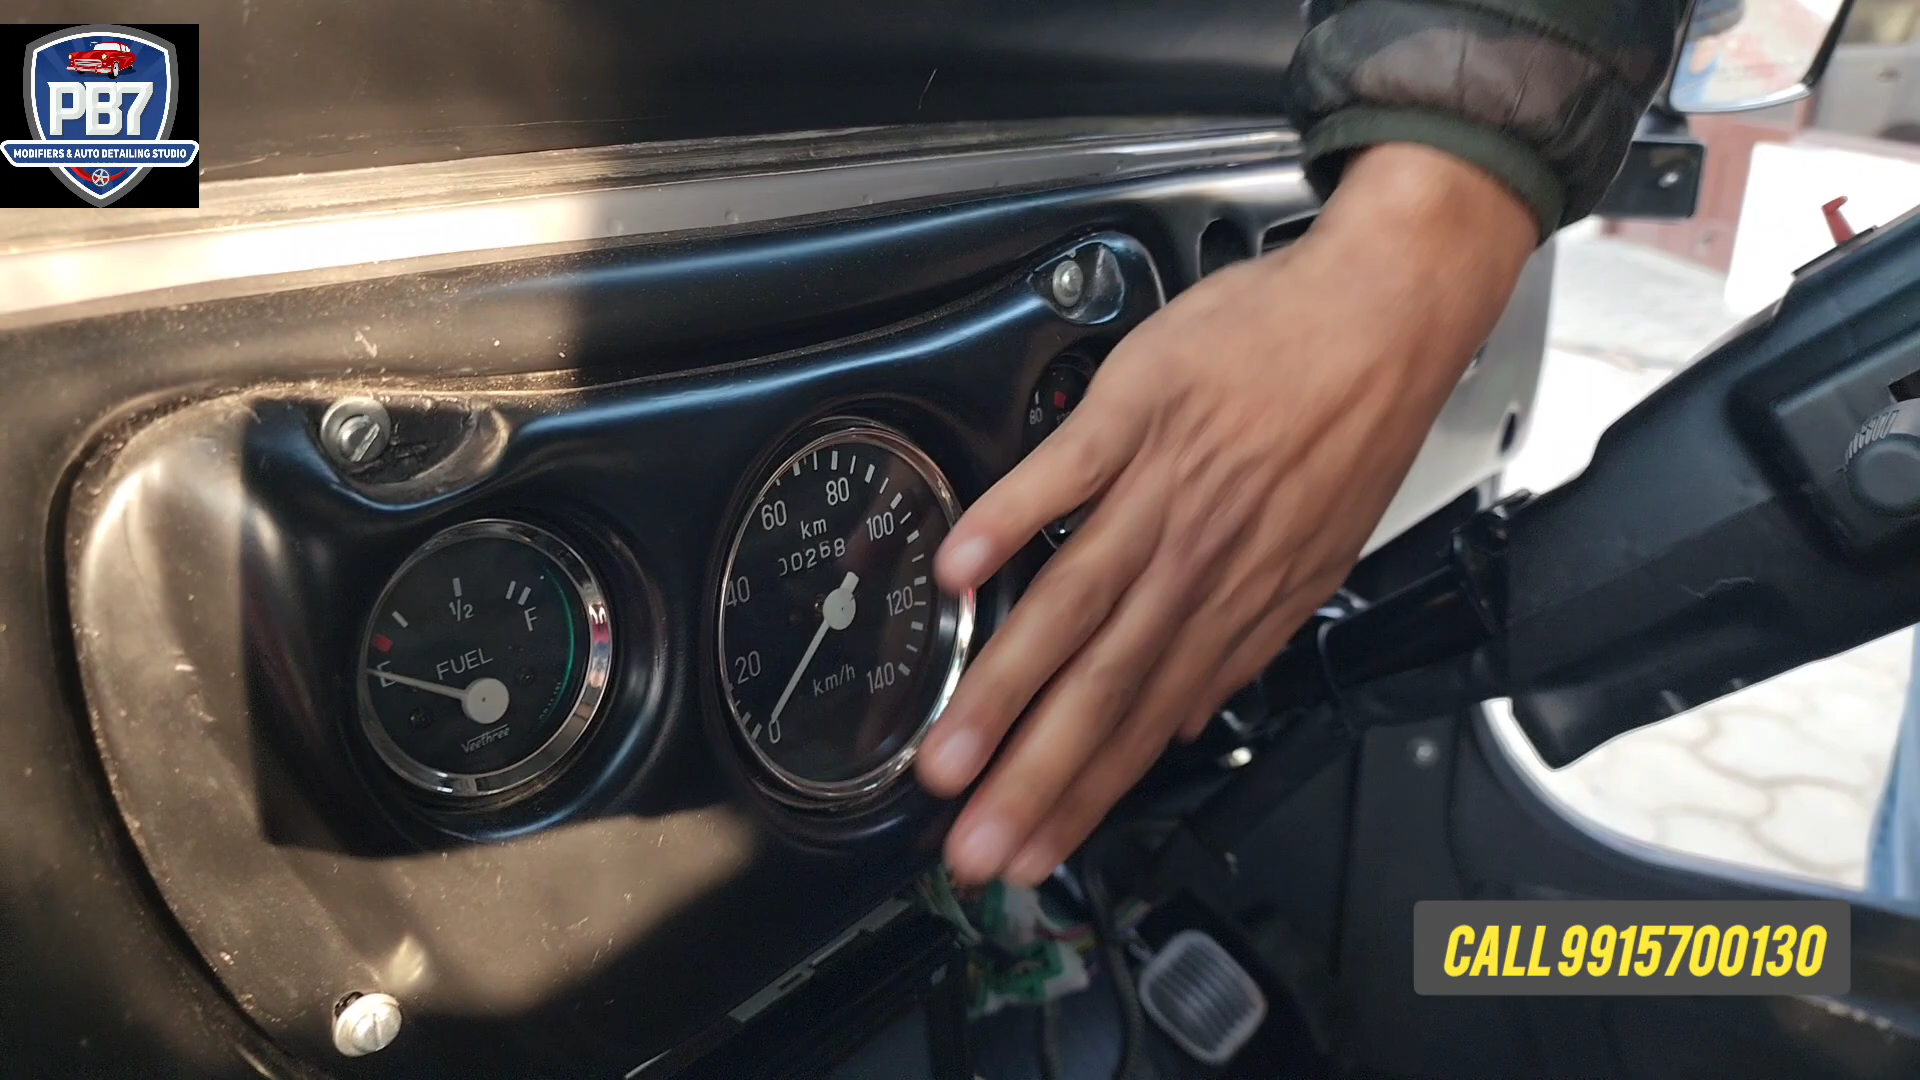 PB7
MODIFIERS & AUTO DETAILING STUDIO
80
60
80
km
100
00268
40
120
20
km/h
140
0
1/2
F
E
FUEL
Veethree
CALL 9915700130